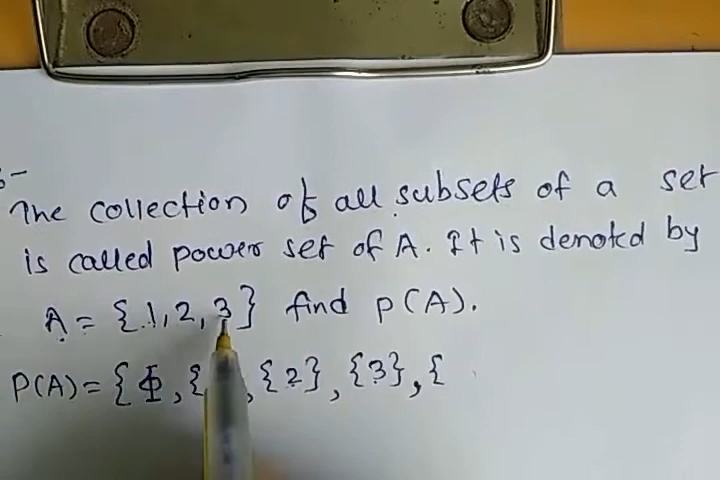 :-
The collection of all subsets of a set
is called power set of A. It is denoted by
A = {1,2,3} find p(A).
P(A) = {Φ, { , {2}, {3}, {